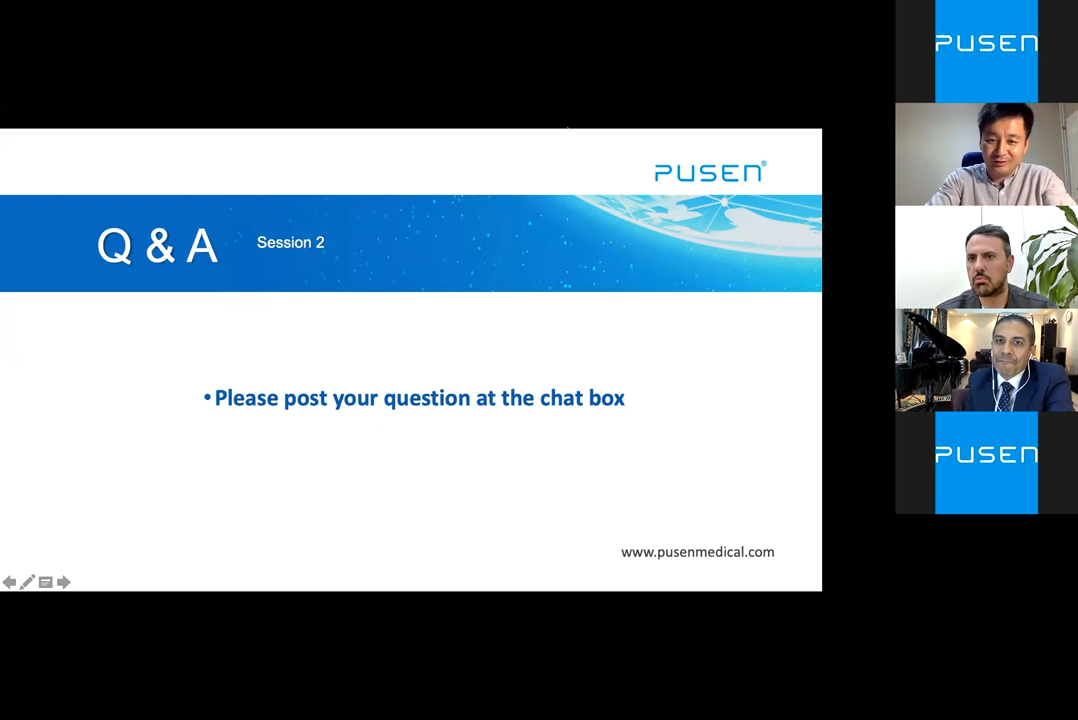 PUSEN
PUSEN®
Q & A
Session 2
•Please post your question at the chat box
www.pusenmedical.com
PUSEN